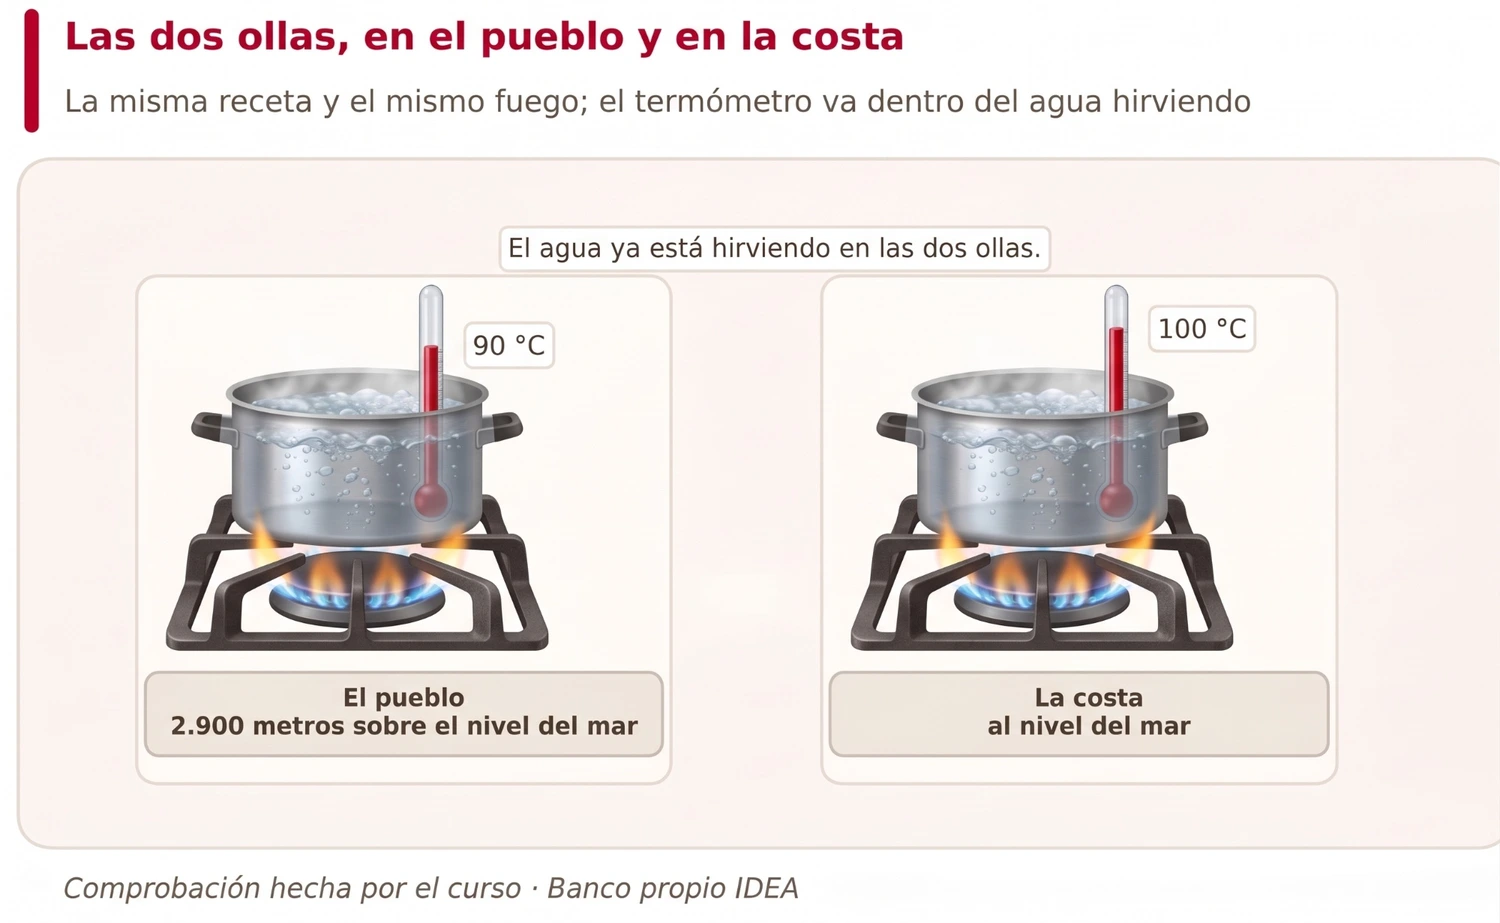 Las dos ollas, en el pueblo y en la costa
La misma receta y el mismo fuego; el termómetro va dentro del agua hirviendo
El agua ya está hirviendo en las dos ollas.
90 °C
100 °C
El pueblo
2.900 metros sobre el nivel del mar
La costa
al nivel del mar
Comprobación hecha por el curso · Banco propio IDEA